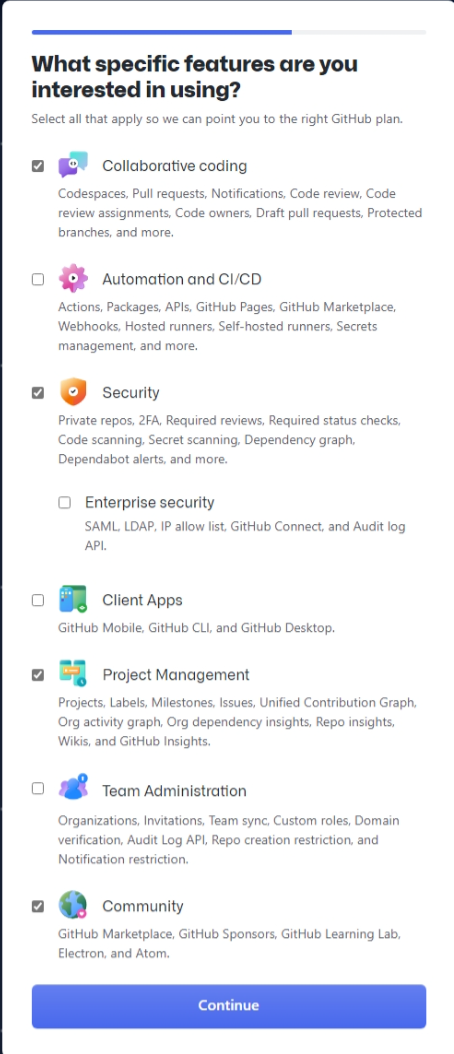 What specific features are you
interested in using?
Select all that apply so we can point you to the right GitHub plan.
Collaborative coding
Codespaces, Pull requests, Notifications, Code review, Code
review assignments, Code owners, Draft pull requests, Protected
branches, and more.
Automation and CI/CD
Actions, Packages, APIs, GitHub Pages, GitHub Marketplace,
Webhooks, Hosted runners, Self-hosted runners, Secrets
management, and more.
Security
Private repos, 2FA, Required reviews, Required status checks,
Code scanning, Secret scanning, Dependency graph,
Dependabot alerts, and more.
Enterprise security
SAML, LDAP, IP allow list, GitHub Connect, and Audit log
API.
Client Apps
GitHub Mobile, GitHub CLI, and GitHub Desktop.
Project Management
Projects, Labels, Milestones, Issues, Unified Contribution Graph,
Org activity graph, Org dependency insights, Repo insights,
Wikis, and GitHub Insights.
Team Administration
Organizations, Invitations, Team sync, Custom roles, Domain
verification, Audit Log API, Repo creation restriction, and
Notification restriction.
Community
GitHub Marketplace, GitHub Sponsors, GitHub Learning Lab,
Electron, and Atom.
Continue